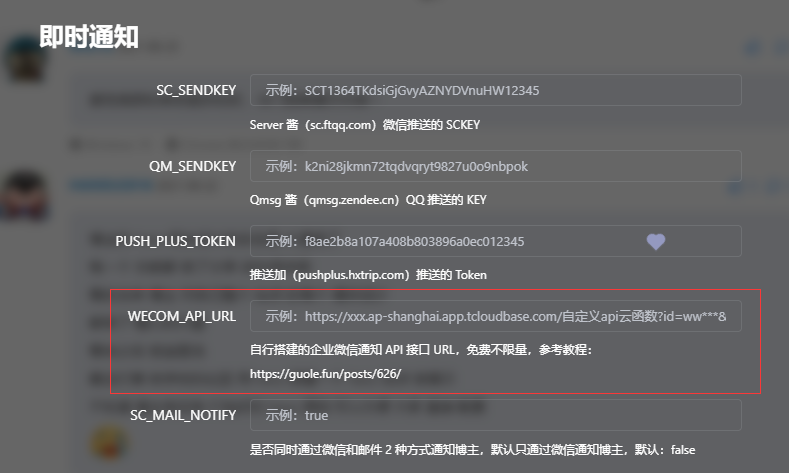 即时通知
SC_SENDKEY 示例：SCT1364TKdsiGjGvyAZNYDVnuHW12345
Server 酱（sc.ftqq.com）微信推送的 SCKEY
QM_SENDKEY 示例：k2ni28jkmn72tqdvqryt9827u0o9nbpok
Qmsg 酱（qmsg.zendee.cn）QQ 推送的 KEY
PUSH_PLUS_TOKEN 示例：f8ae2b8a107a408b803896a0ec012345
推送加（pushplus.hxtrip.com）推送的 Token
WECOM_API_URL 示例：https://xxx.ap-shanghai.app.tcloudbase.com/自定义api云函数?id=ww***&
自行搭建的企业微信通知 API 接口 URL，免费不限量，参考教程：
https://guole.fun/posts/626/
SC_MAIL_NOTIFY 示例：true
是否同时通过微信和邮件 2 种方式通知博主，默认只通过微信通知博主，默认：false